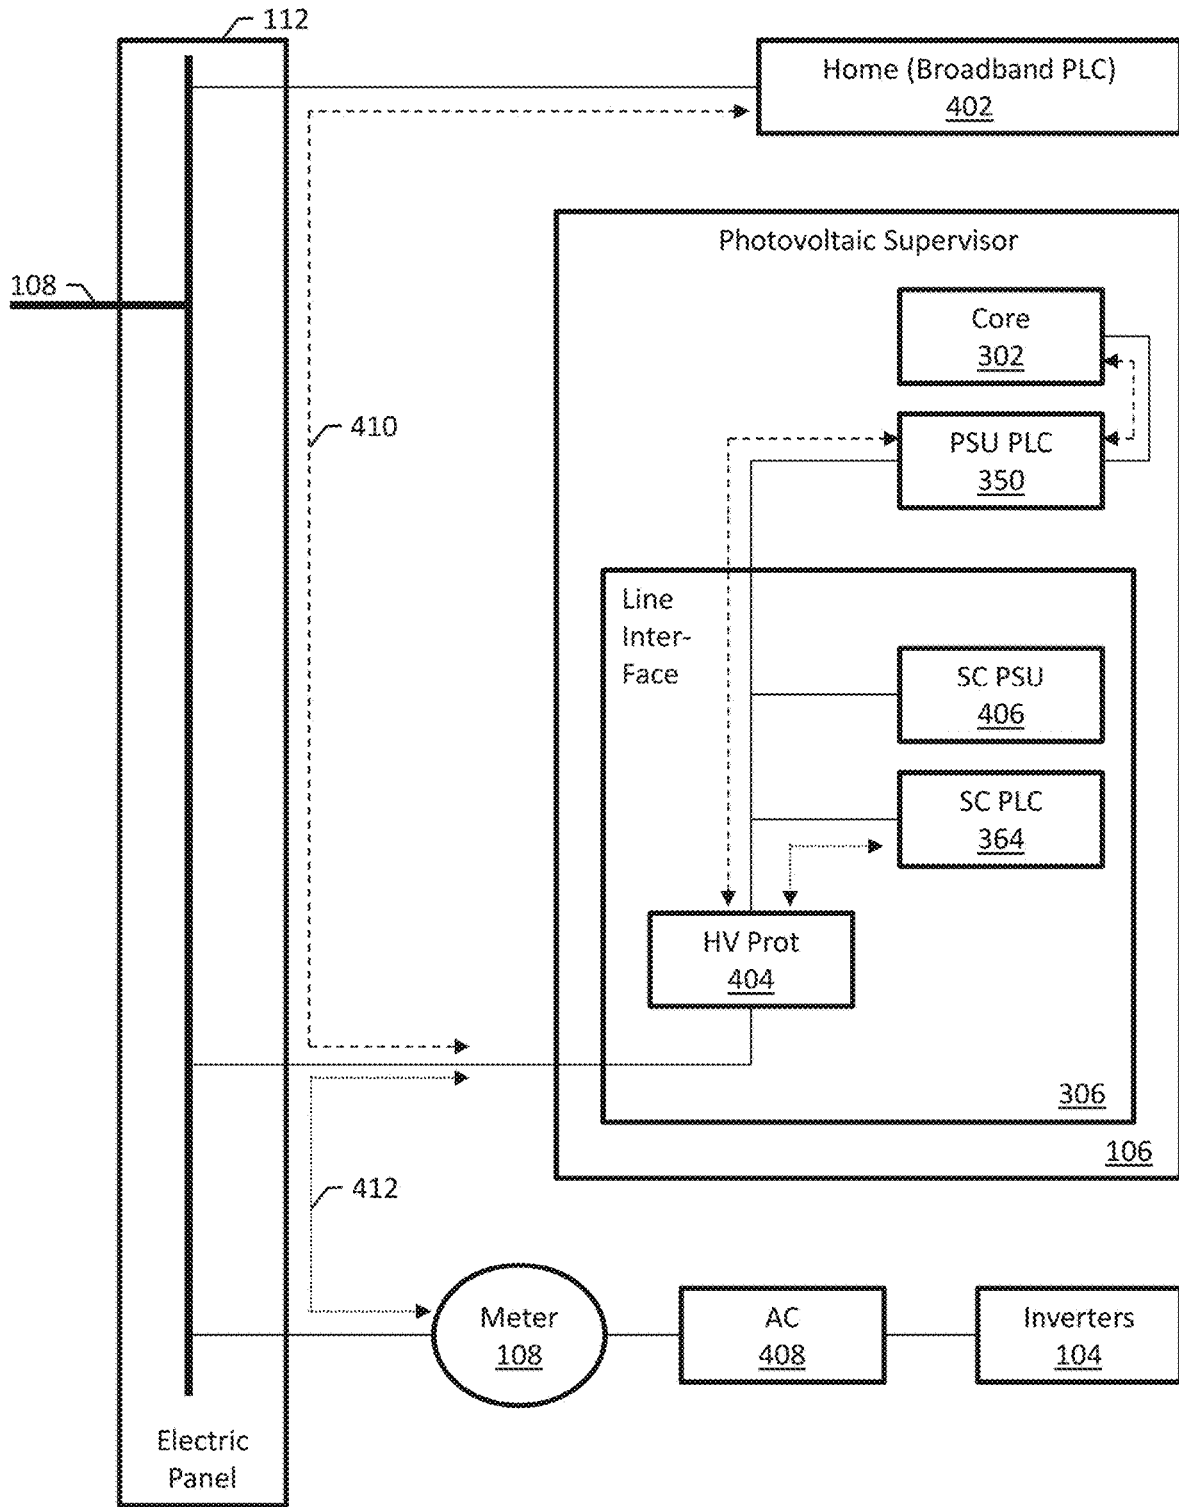 112
Home (Broadband PLC)
402
Photovoltaic Supervisor
108
Core
302
410
PSU PLC
350
Line
Inter-
Face
SC PSU
406
SC PLC
364
HV Prot
404
306
106
412
Meter
108
AC
408
Inverters
104
Electric
Panel